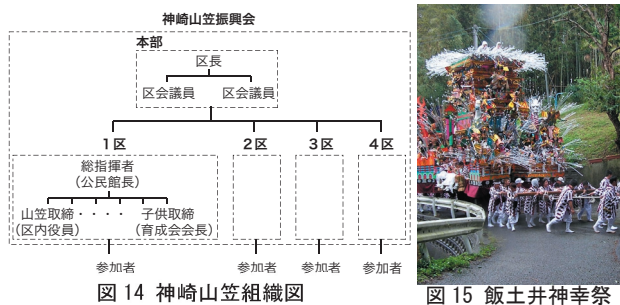 神崎山笠振興会
本部
区長
区会議員 区会議員
1区 2区 3区 4区
総指揮者
(公民館長)
山笠取締・・・・子供取締
(区内役員) (育成会会長)
参加者 参加者 参加者 参加者
図14 神崎山笠組織図
図15 飯土井神幸祭